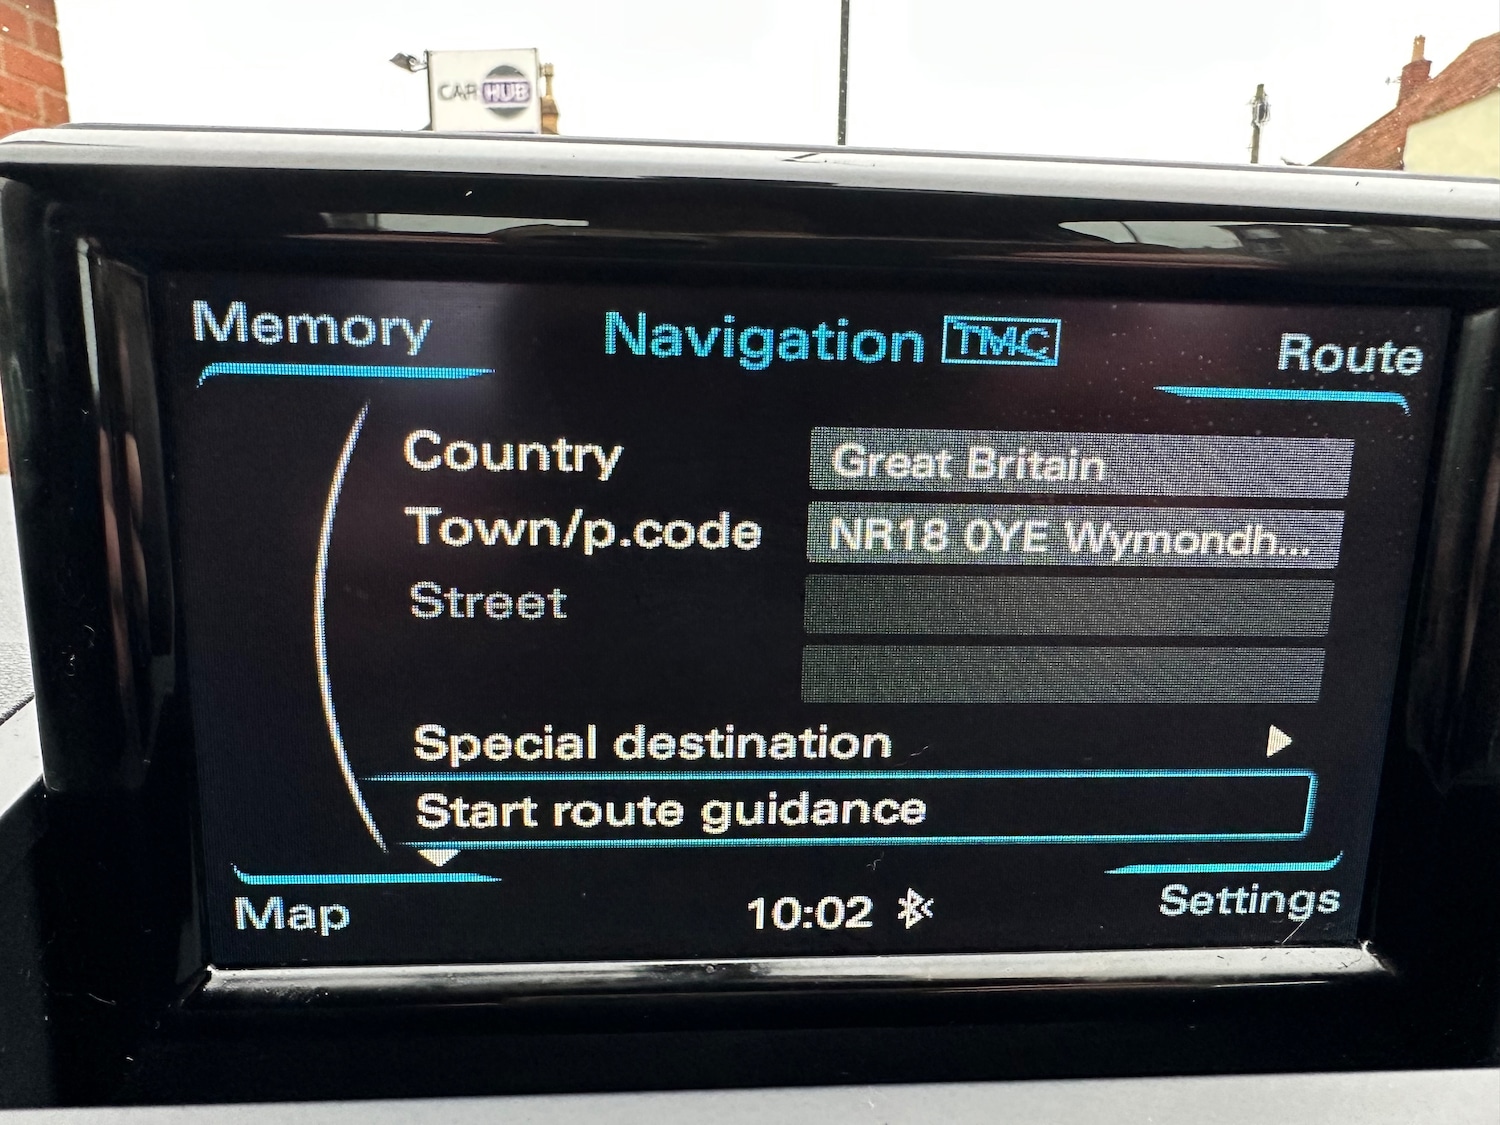 CAR HUB
Memory
Navigation TMC
Route
Country Great Britain
Town/p.code NR18 0YE Wymondh...
Street
Special destination
Start route guidance
Map
10:02
Settings